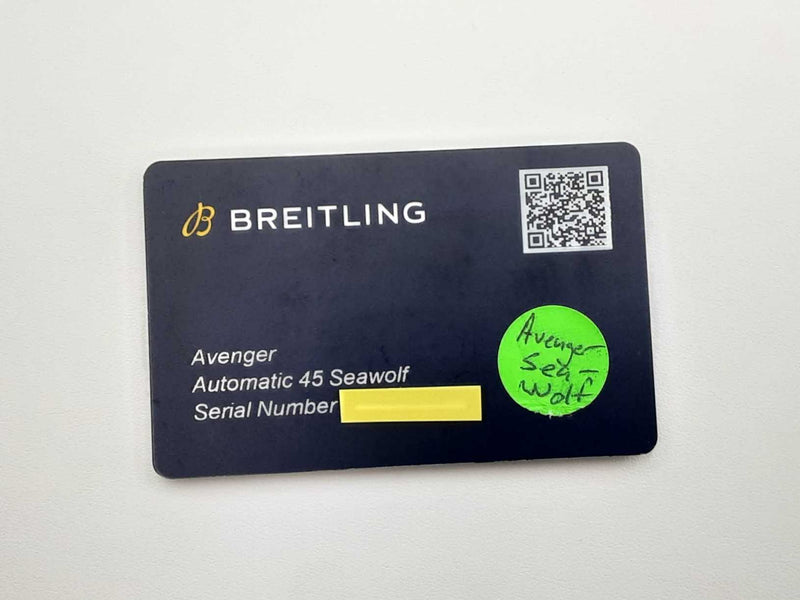 B BREITLING
Avenger
Automatic 45 Seawolf
Serial Number
Avenger
Sea-
wolf